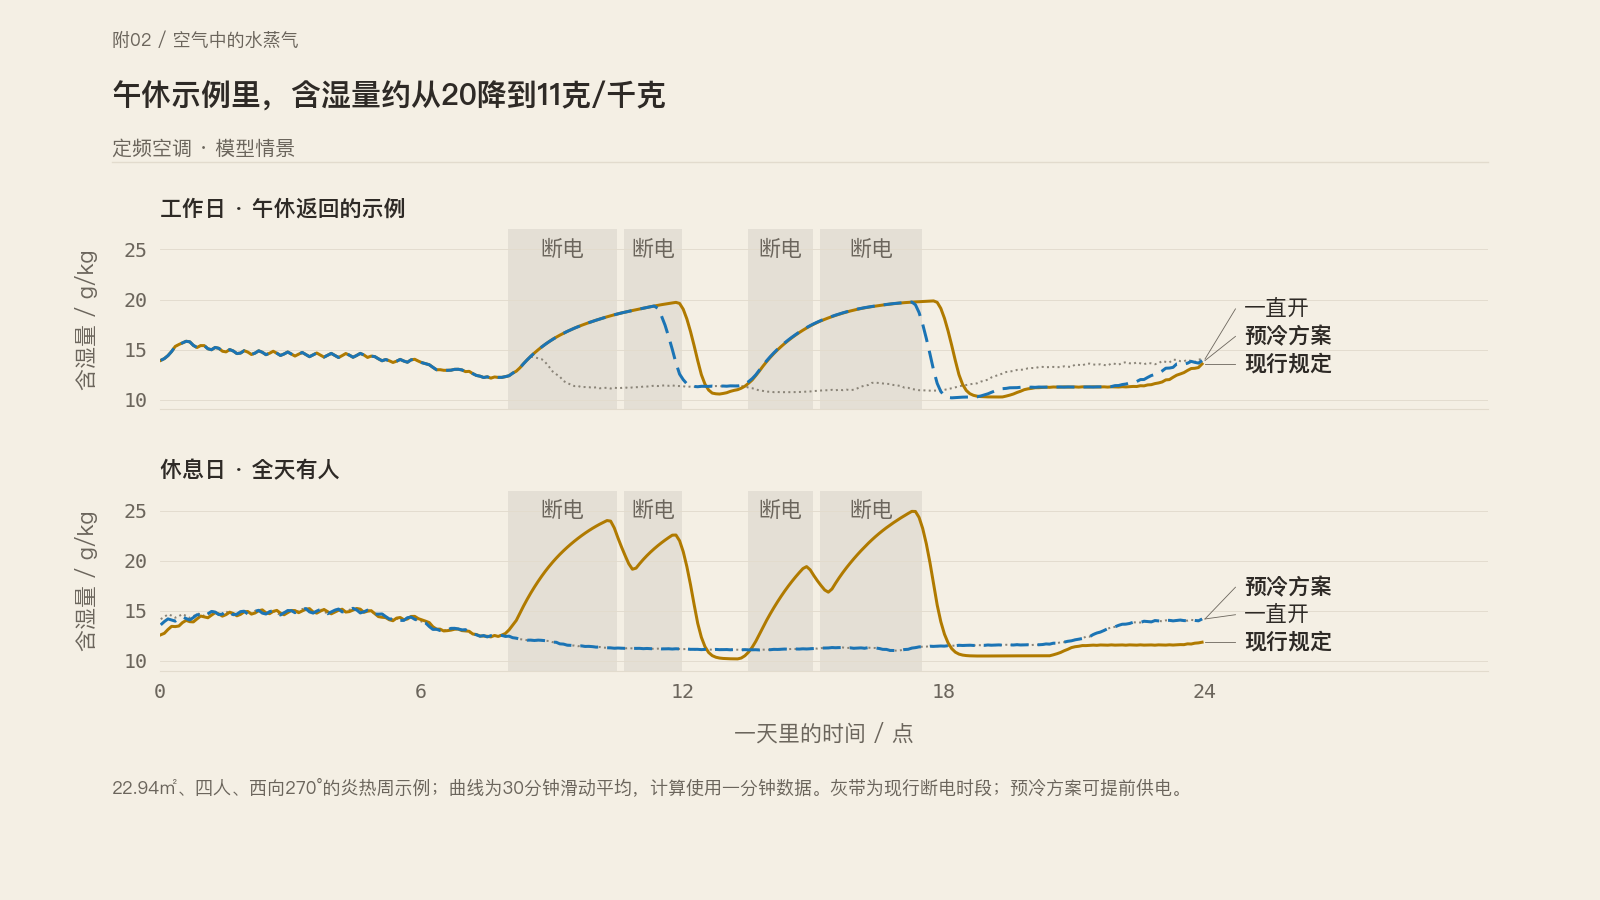 附02 / 空气中的水蒸气
午休示例里，含湿量约从20降到11克/千克
定频空调 · 模型情景
工作日 · 午休返回的示例
含湿量 / g/kg
25
20
15
10
断电
断电
断电
断电
一直开
预冷方案
现行规定
休息日 · 全天有人
含湿量 / g/kg
25
20
15
10
断电
断电
断电
断电
预冷方案
一直开
现行规定
0
6
12
18
24
一天里的时间 / 点
22.94㎡、四人、西向270°的炎热周示例；曲线为30分钟滑动平均，计算使用一分钟数据。灰带为现行断电时段；预冷方案可提前供电。